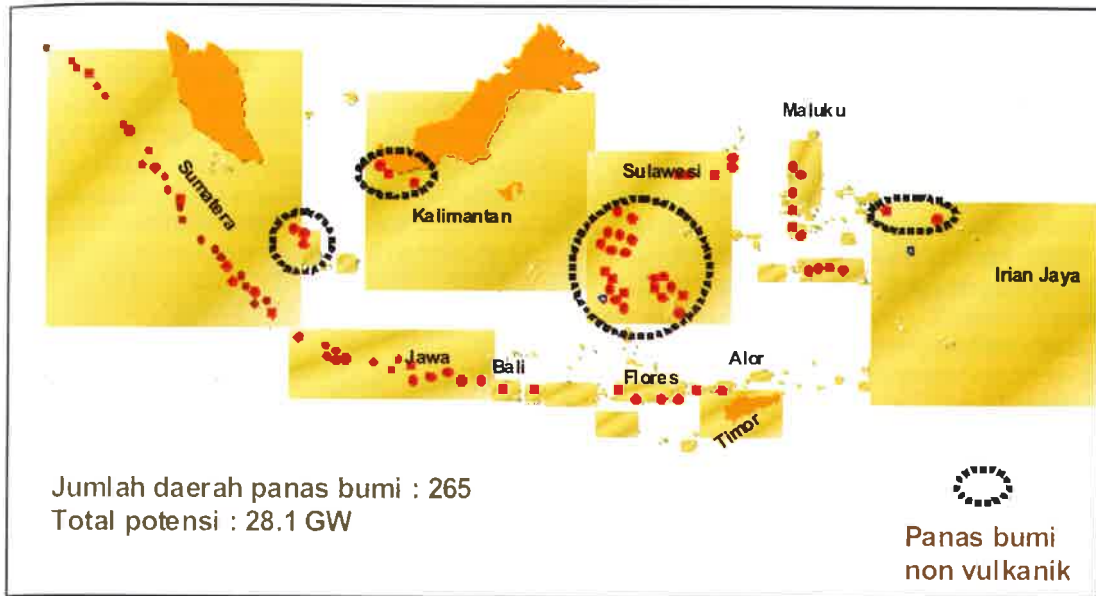 Maluku
Sumatera
Sulawesi
Kalimantan
Irian Jaya
Jawa
Bali
Flores
Alor
Timor
Jumlah daerah panas bumi : 265
Total potensi : 28.1 GW
Panas bumi
non vulkanik